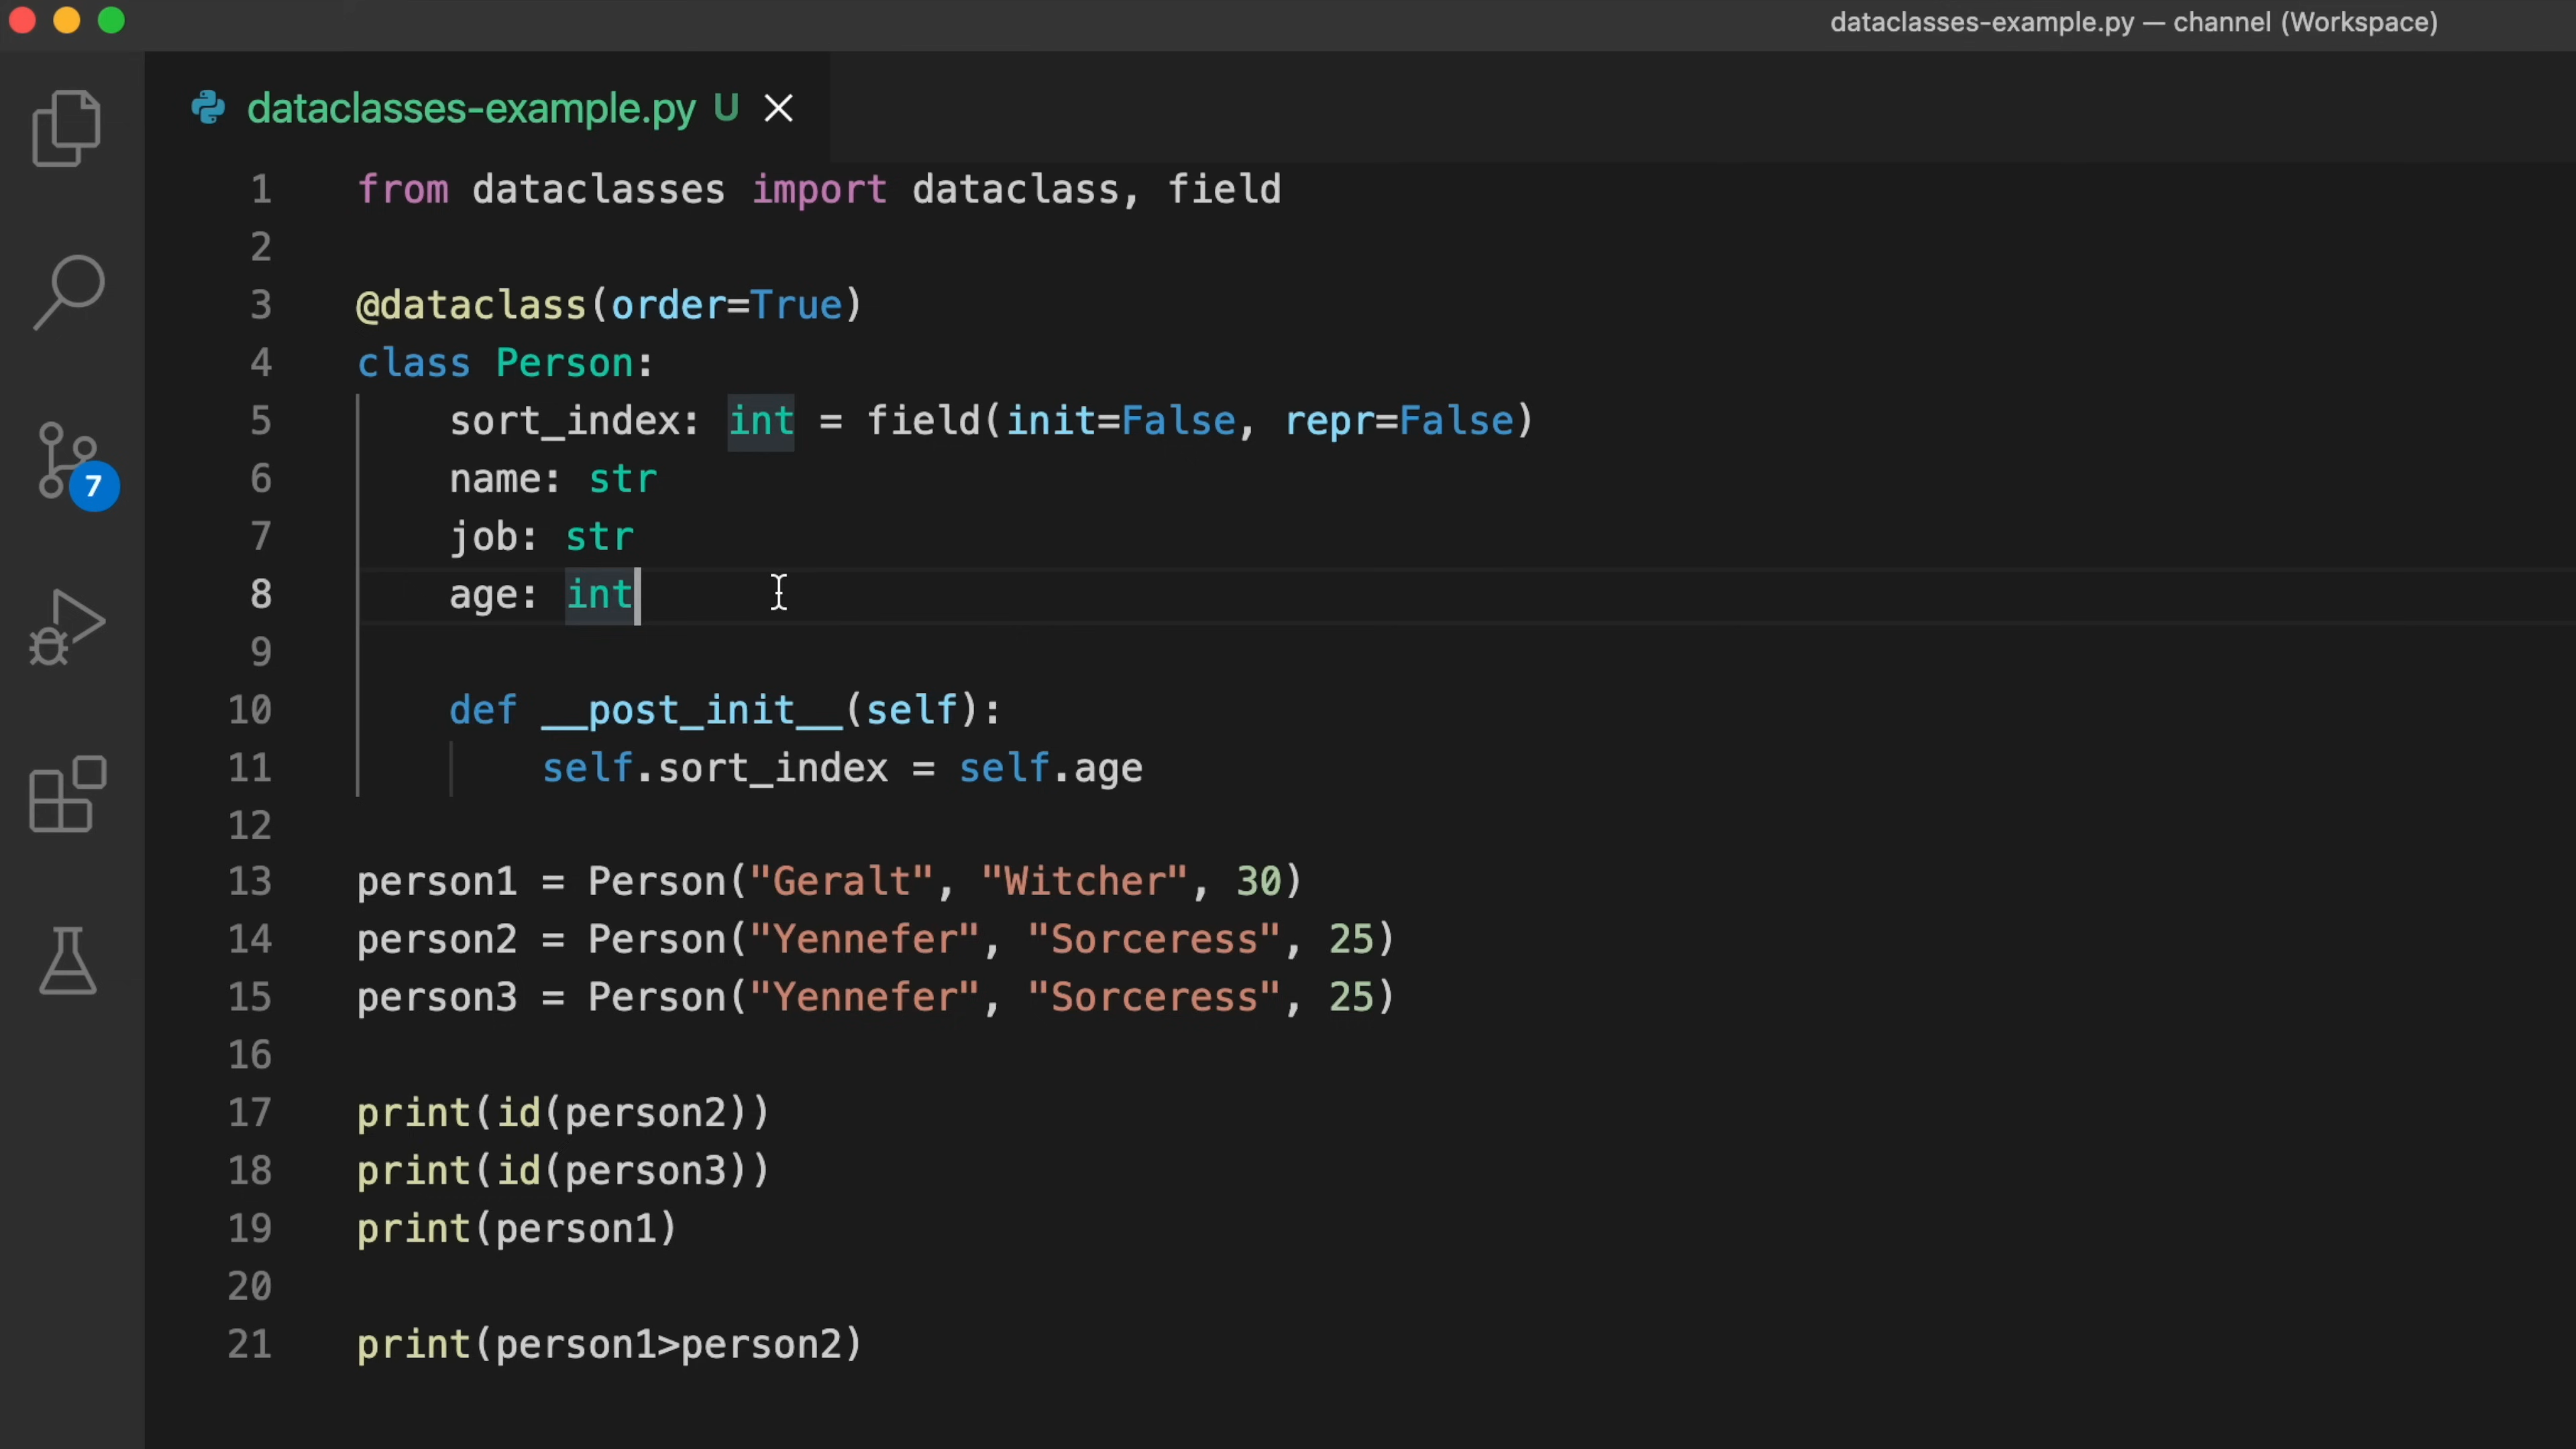 dataclasses-example.py — channel (Workspace)
dataclasses-example.py U
1 from dataclasses import dataclass, field
2
3 @dataclass(order=True)
4 class Person:
5     sort_index: int = field(init=False, repr=False)
6     name: str
7     job: str
8     age: int
9
10     def __post_init__(self):
11         self.sort_index = self.age
12
13 person1 = Person("Geralt", "Witcher", 30)
14 person2 = Person("Yennefer", "Sorceress", 25)
15 person3 = Person("Yennefer", "Sorceress", 25)
16
17 print(id(person2))
18 print(id(person3))
19 print(person1)
20
21 print(person1>person2)
7